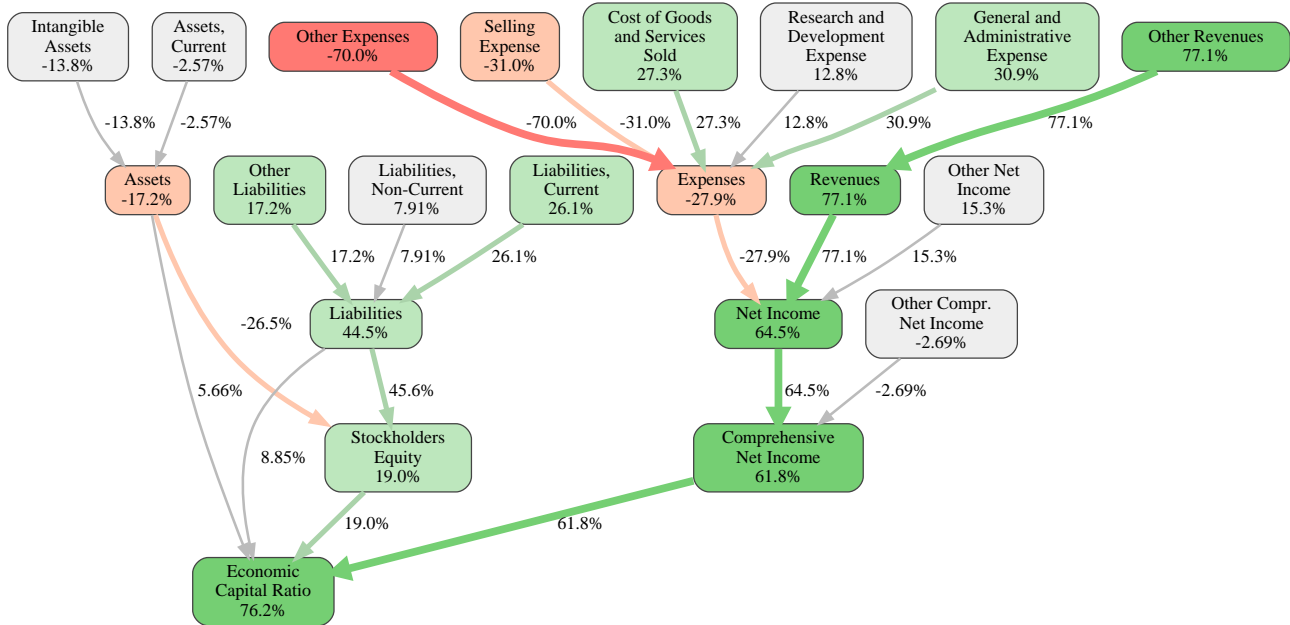 Intangible
Assets
-13.8%
Assets,
Current
-2.57%
Other Expenses
-70.0%
Selling
Expense
-31.0%
Cost of Goods
and Services
Sold
27.3%
Research and
Development
Expense
12.8%
General and
Administrative
Expense
30.9%
Other Revenues
77.1%
-13.8%
-2.57%
-70.0%
-31.0%
27.3%
12.8%
30.9%
77.1%
Assets
-17.2%
Other
Liabilities
17.2%
Liabilities,
Non-Current
7.91%
Liabilities,
Current
26.1%
Expenses
-27.9%
Revenues
77.1%
Other Net
Income
15.3%
17.2%
7.91%
26.1%
-27.9%
77.1%
15.3%
-26.5%
Liabilities
44.5%
Net Income
64.5%
Other Compr.
Net Income
-2.69%
5.66%
45.6%
64.5%
-2.69%
8.85%
Stockholders
Equity
19.0%
Comprehensive
Net Income
61.8%
19.0%
61.8%
Economic
Capital Ratio
76.2%